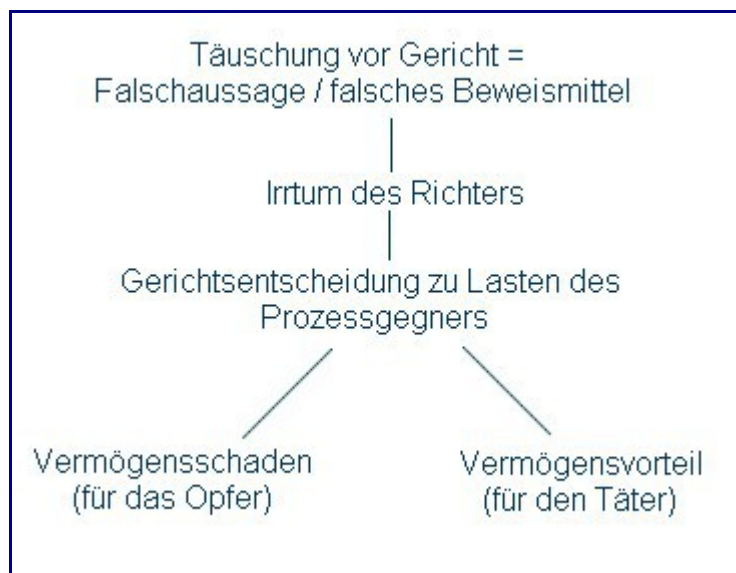 Täuschung vor Gericht =
Falschaussage / falsches Beweismittel
Irrtum des Richters
Gerichtsentscheidung zu Lasten des
Prozessgegners
Vermögensschaden
(für das Opfer)
Vermögensvorteil
(für den Täter)